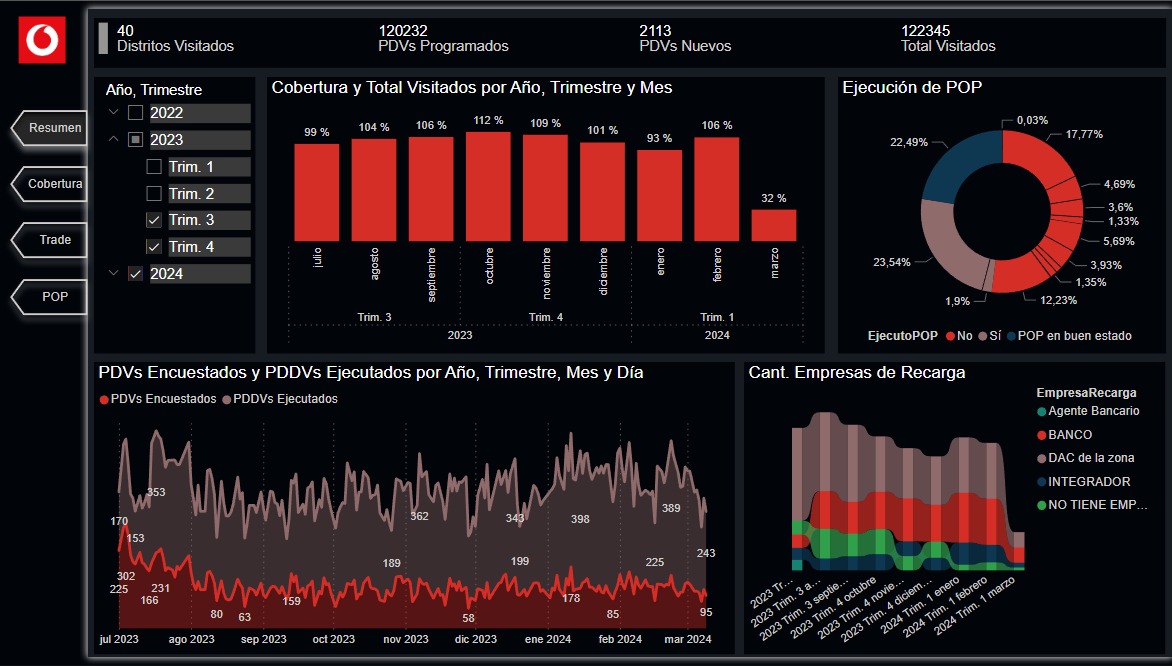 40
Distritos Visitados
120232
PDVs Programados
2113
PDVs Nuevos
122345
Total Visitados
Resumen
Cobertura
Trade
POP
Año, Trimestre
2022
2023
Trim. 1
Trim. 2
Trim. 3
Trim. 4
2024
Cobertura y Total Visitados por Año, Trimestre y Mes
99 %
104 %
106 %
112 %
109 %
101 %
93 %
106 %
32 %
julio
agosto
septiembre
octubre
noviembre
diciembre
enero
febrero
marzo
Trim. 3
Trim. 4
Trim. 1
2023
2024
Ejecución de POP
0,03%
17,77%
4,69%
3,6%
1,33%
5,69%
3,93%
1,35%
12,23%
1,9%
23,54%
22,49%
EjecutoPOP No Sí POP en buen estado
PDVs Encuestados y PDDVs Ejecutados por Año, Trimestre, Mes y Día
PDVs Encuestados PDDVs Ejecutados
353
170
153
302
225
166
231
80
63
159
189
362
58
343
199
398
178
85
225
389
243
95
jul 2023
ago 2023
sep 2023
oct 2023
nov 2023
dic 2023
ene 2024
feb 2024
mar 2024
Cant. Empresas de Recarga
EmpresaRecarga
Agente Bancario
BANCO
DAC de la zona
INTEGRADOR
NO TIENE EMP...
2023 Tr...
2023 Trim. 3 a...
2023 Trim. 3 septie...
2023 Trim. 4 octubre
2023 Trim. 4 novie...
2023 Trim. 4 diciem...
2024 Trim. 1 enero
2024 Trim. 1 febrero
2024 Trim. 1 marzo